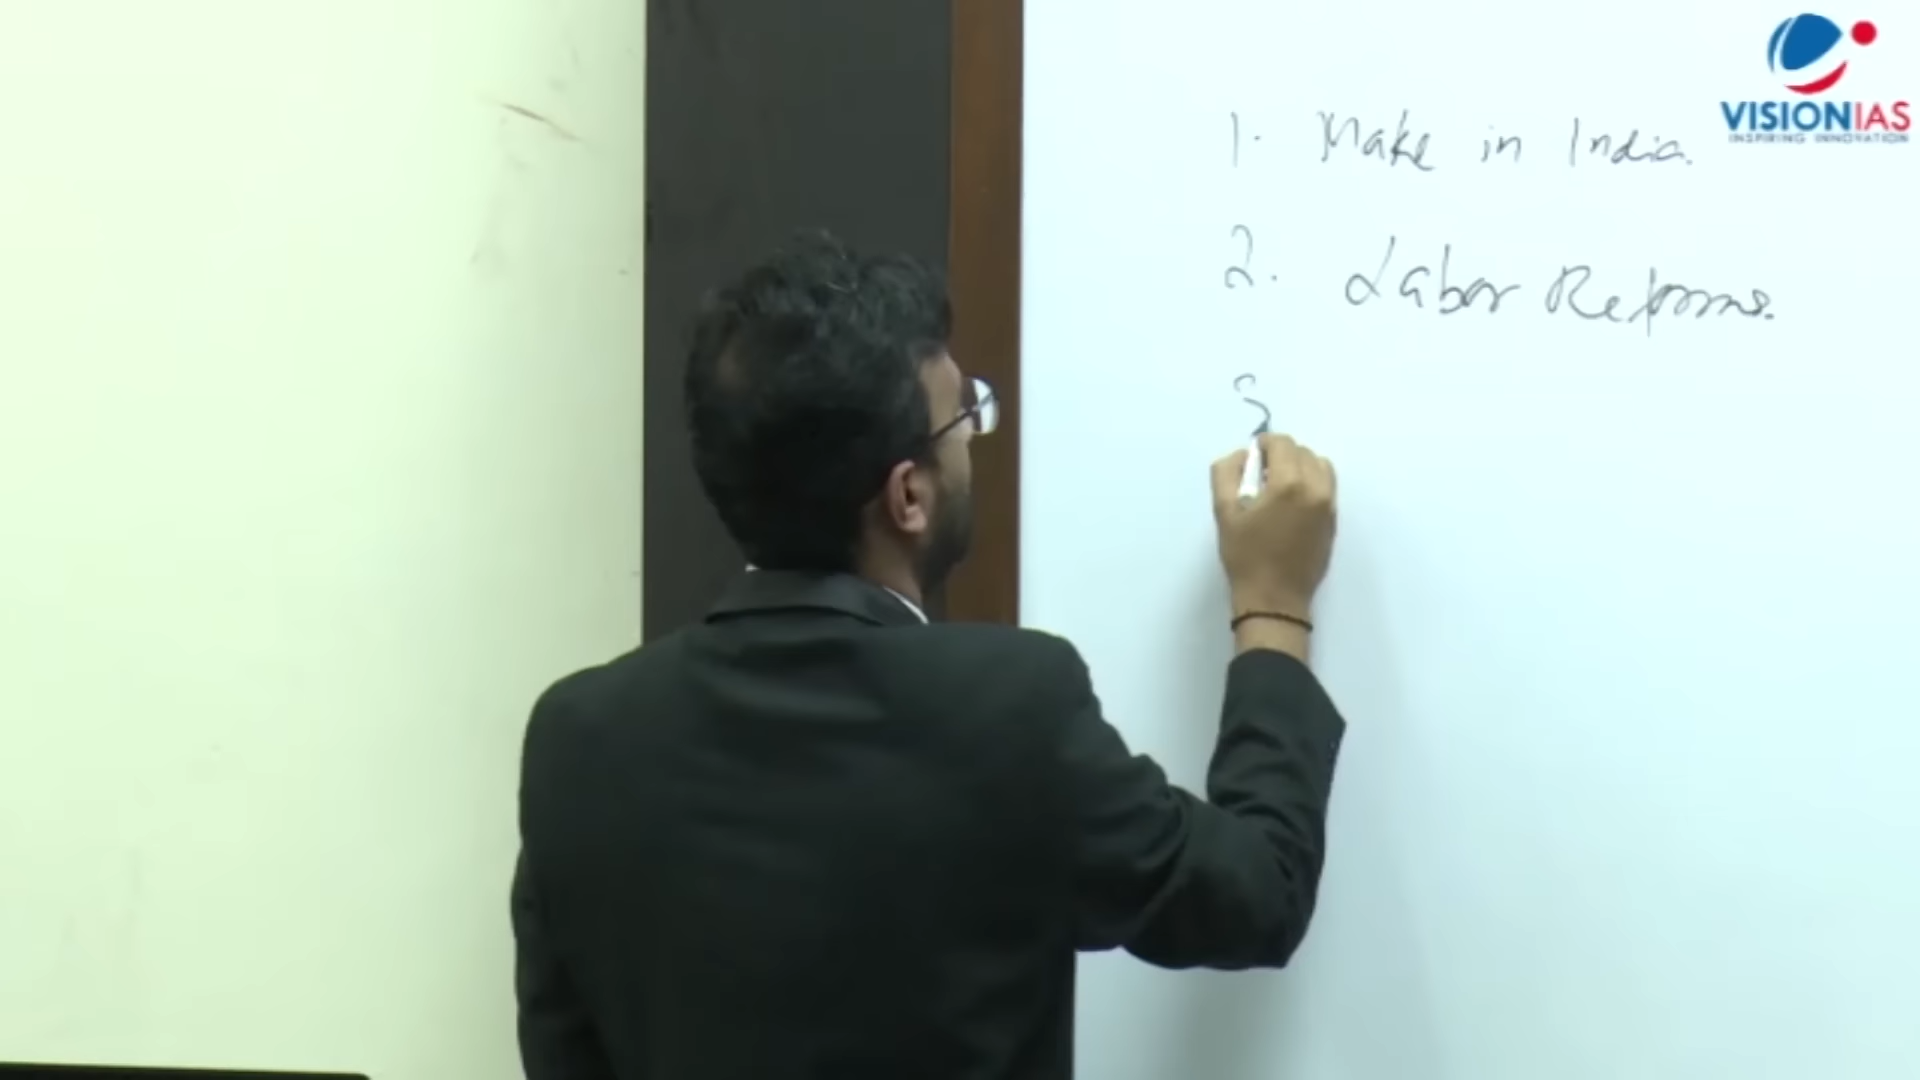 VISIONIAS
INSPIRING INNOVATION
1. Make in India.
2. Labor Reforms.
3